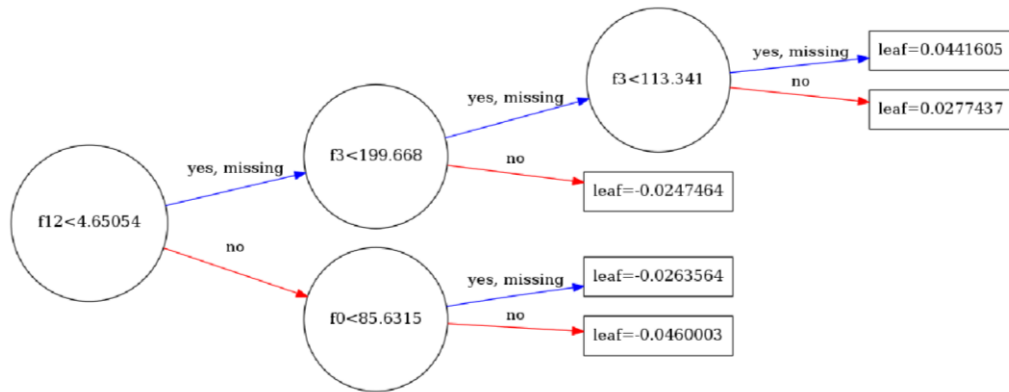 f12<4.65054
yes, missing
no
f3<199.668
yes, missing
no
f3<113.341
yes, missing
no
leaf=0.0441605
leaf=0.0277437
leaf=-0.0247464
f0<85.6315
yes, missing
no
leaf=-0.0263564
leaf=-0.0460003